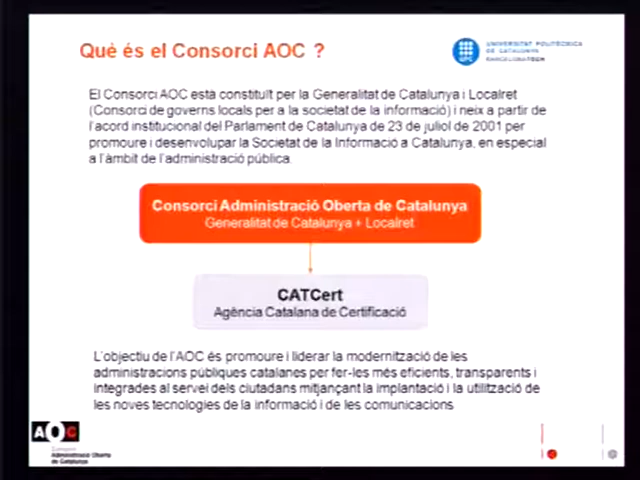 Què és el Consorci AOC ?
UNIVERSITAT POLITÈCNICA
DE CATALUNYA
BARCELONATECH
UPC
El Consorci AOC està constituït per la Generalitat de Catalunya i Localret
(Consorci de governs locals per a la societat de la informació) i neix a partir de
l'acord institucional del Parlament de Catalunya de 23 de juliol de 2001 per
promoure i desenvolupar la Societat de la Informació a Catalunya, en especial
a l'àmbit de l'administració pública.
Consorci Administració Oberta de Catalunya
Generalitat de Catalunya + Localret
CATCert
Agència Catalana de Certificació
L'objectiu de l'AOC és promoure i liderar la modernització de les
administracions públiques catalanes per fer-les més eficients, transparents i
integrades al servei dels ciutadans mitjançant la implantació i la utilització de
les noves tecnologies de la informació i de les comunicacions
AOC
Consorci
Administració Oberta
de Catalunya